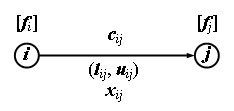 [fi] [fj]
cij
i j
(lij, uij)
xij